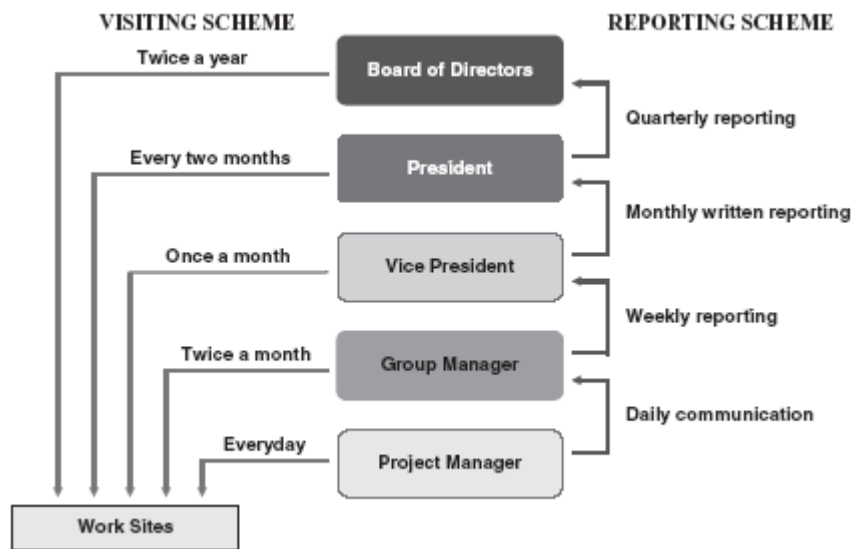 VISITING SCHEME
REPORTING SCHEME
Twice a year
Board of Directors
Quarterly reporting
Every two months
President
Monthly written reporting
Once a month
Vice President
Weekly reporting
Twice a month
Group Manager
Daily communication
Everyday
Project Manager
Work Sites